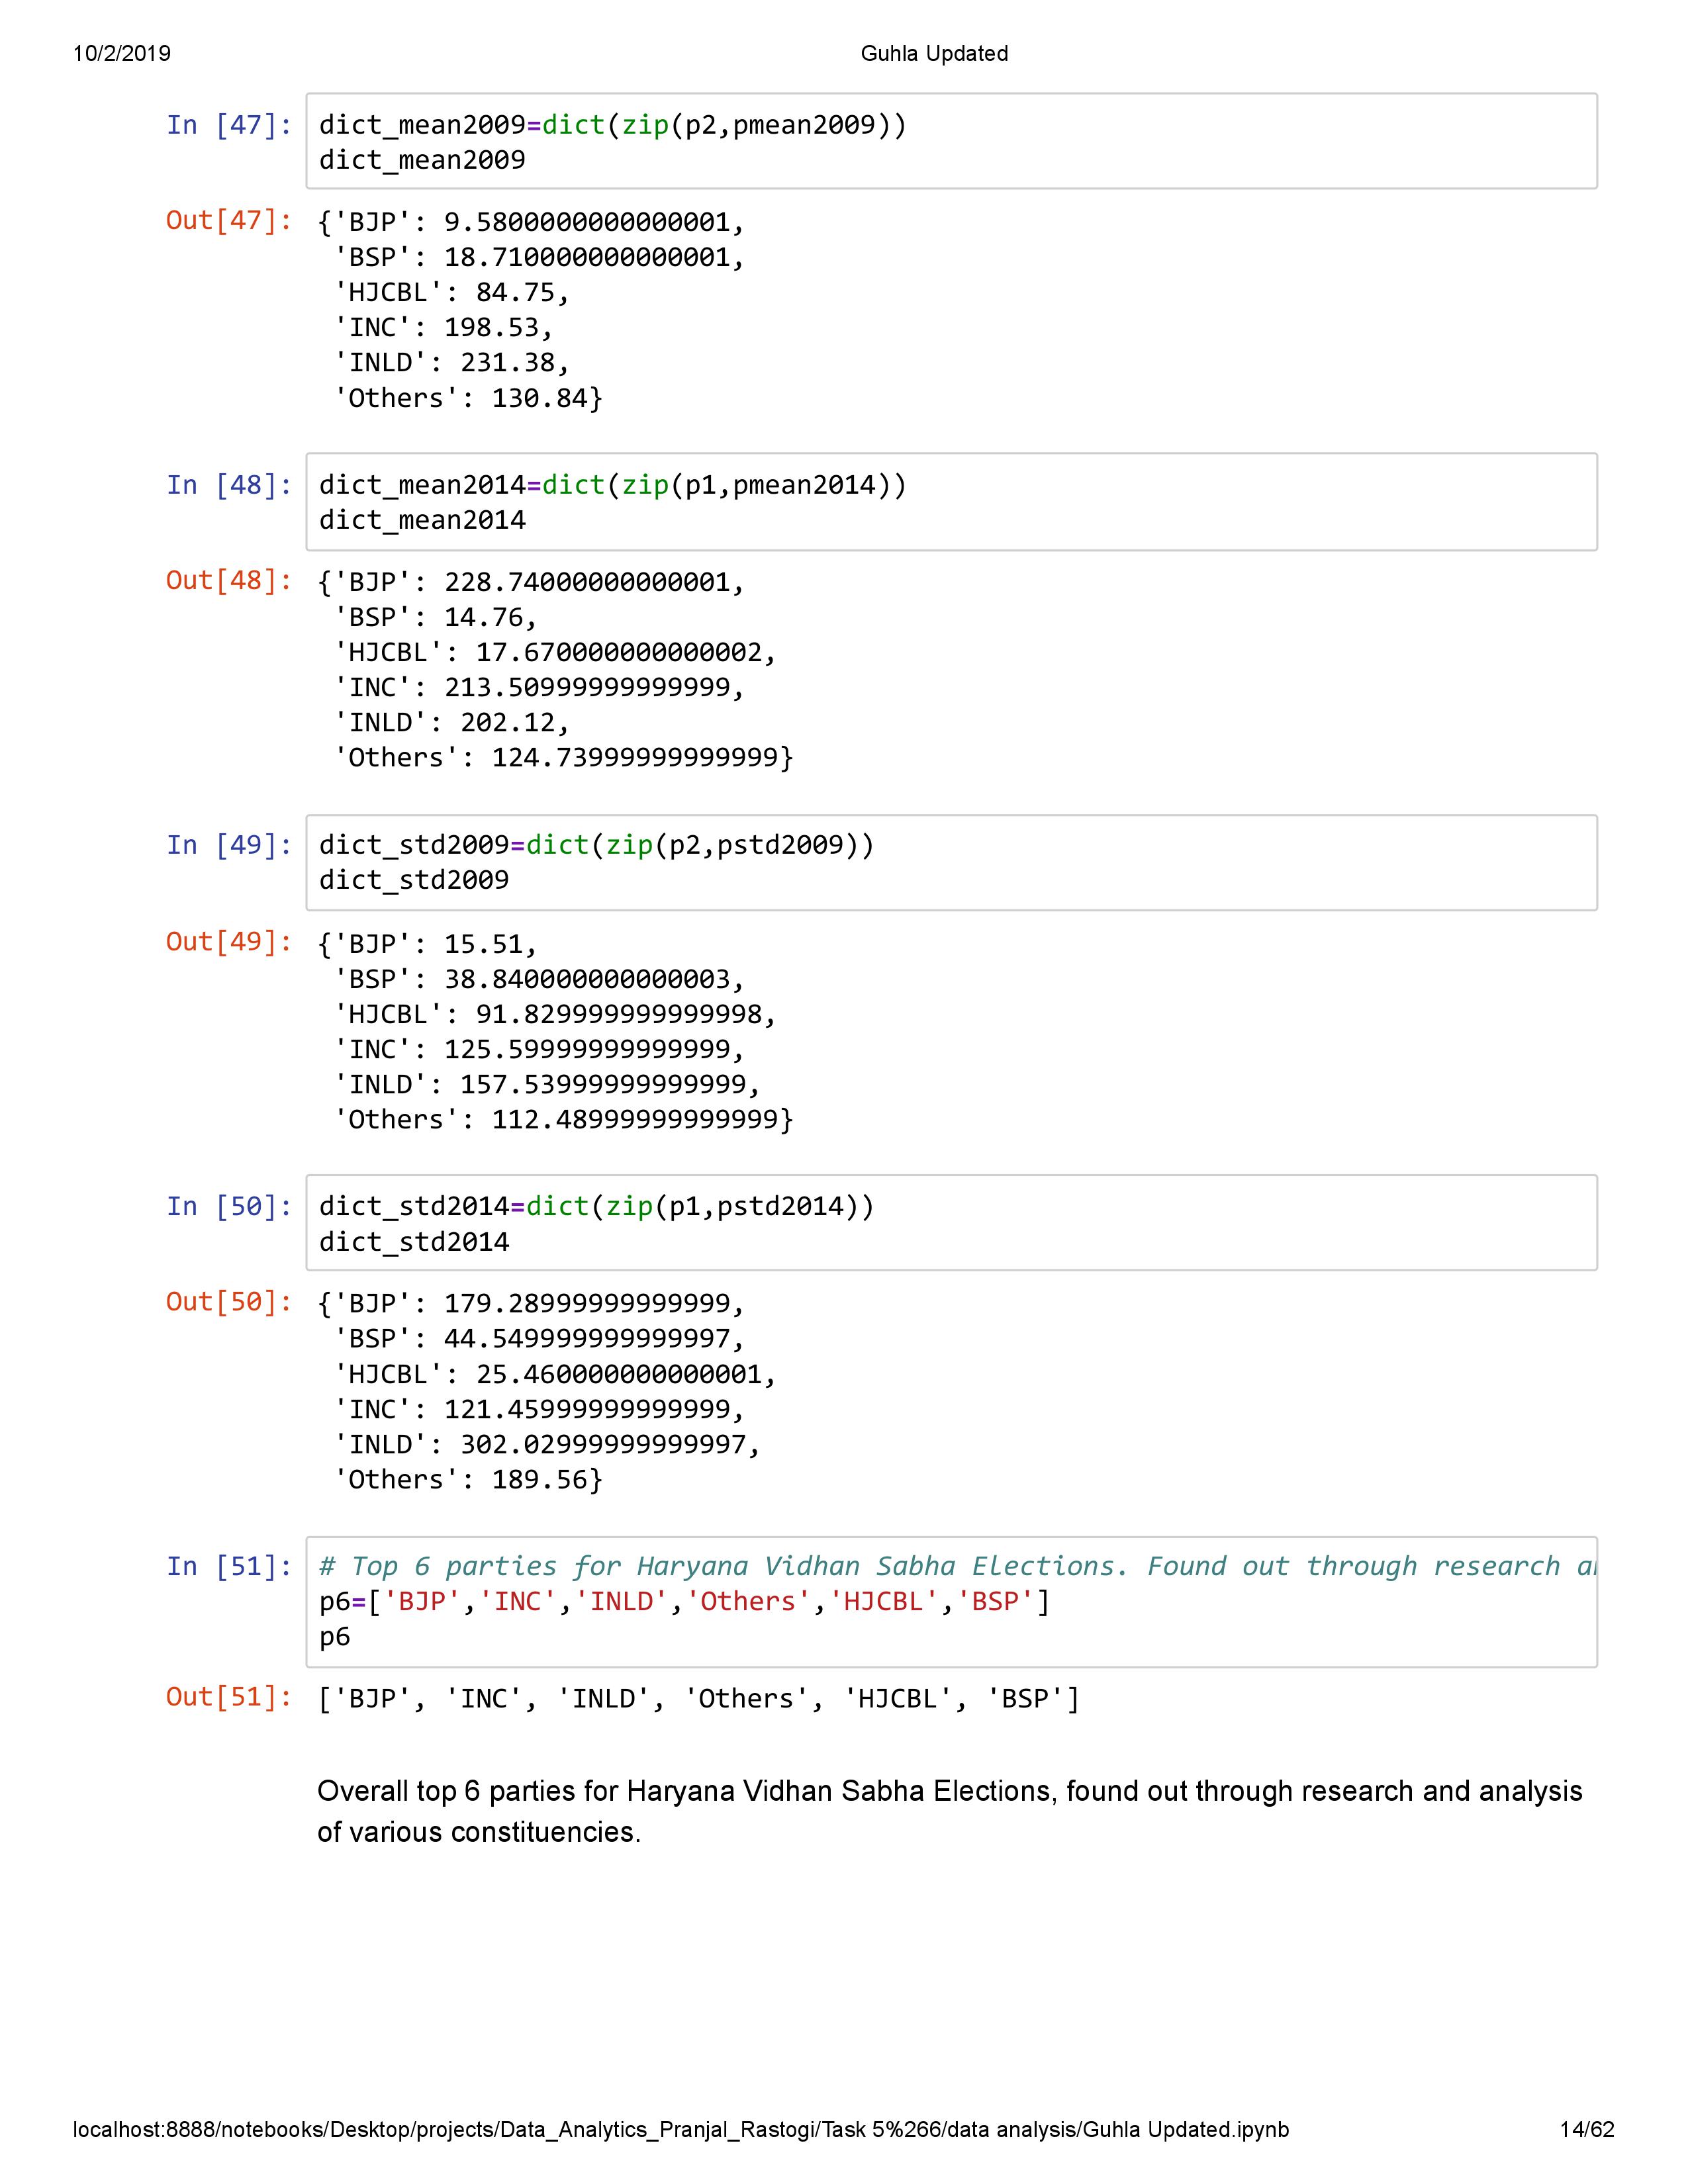 10/2/2019 Guhla Updated
In [47]: dict_mean2009=dict(zip(p2,pmean2009))
dict_mean2009
Out[47]: {'BJP': 9.5800000000000001,
'BSP': 18.710000000000001,
'HJCBL': 84.75,
'INC': 198.53,
'INLD': 231.38,
'Others': 130.84}
In [48]: dict_mean2014=dict(zip(p1,pmean2014))
dict_mean2014
Out[48]: {'BJP': 228.74000000000001,
'BSP': 14.76,
'HJCBL': 17.670000000000002,
'INC': 213.50999999999999,
'INLD': 202.12,
'Others': 124.73999999999999}
In [49]: dict_std2009=dict(zip(p2,pstd2009))
dict_std2009
Out[49]: {'BJP': 15.51,
'BSP': 38.840000000000003,
'HJCBL': 91.829999999999998,
'INC': 125.59999999999999,
'INLD': 157.53999999999999,
'Others': 112.48999999999999}
In [50]: dict_std2014=dict(zip(p1,pstd2014))
dict_std2014
Out[50]: {'BJP': 179.28999999999999,
'BSP': 44.549999999999997,
'HJCBL': 25.460000000000001,
'INC': 121.45999999999999,
'INLD': 302.02999999999997,
'Others': 189.56}
In [51]: # Top 6 parties for Haryana Vidhan Sabha Elections. Found out through research
p6=['BJP','INC','INLD','Others','HJCBL','BSP']
p6
Out[51]: ['BJP', 'INC', 'INLD', 'Others', 'HJCBL', 'BSP']
Overall top 6 parties for Haryana Vidhan Sabha Elections, found out through research and analysis
of various constituencies.
localhost:8888/notebooks/Desktop/projects/Data_Analytics_Pranjal_Rastogi/Task 5%266/data analysis/Guhla Updated.ipynb 14/62